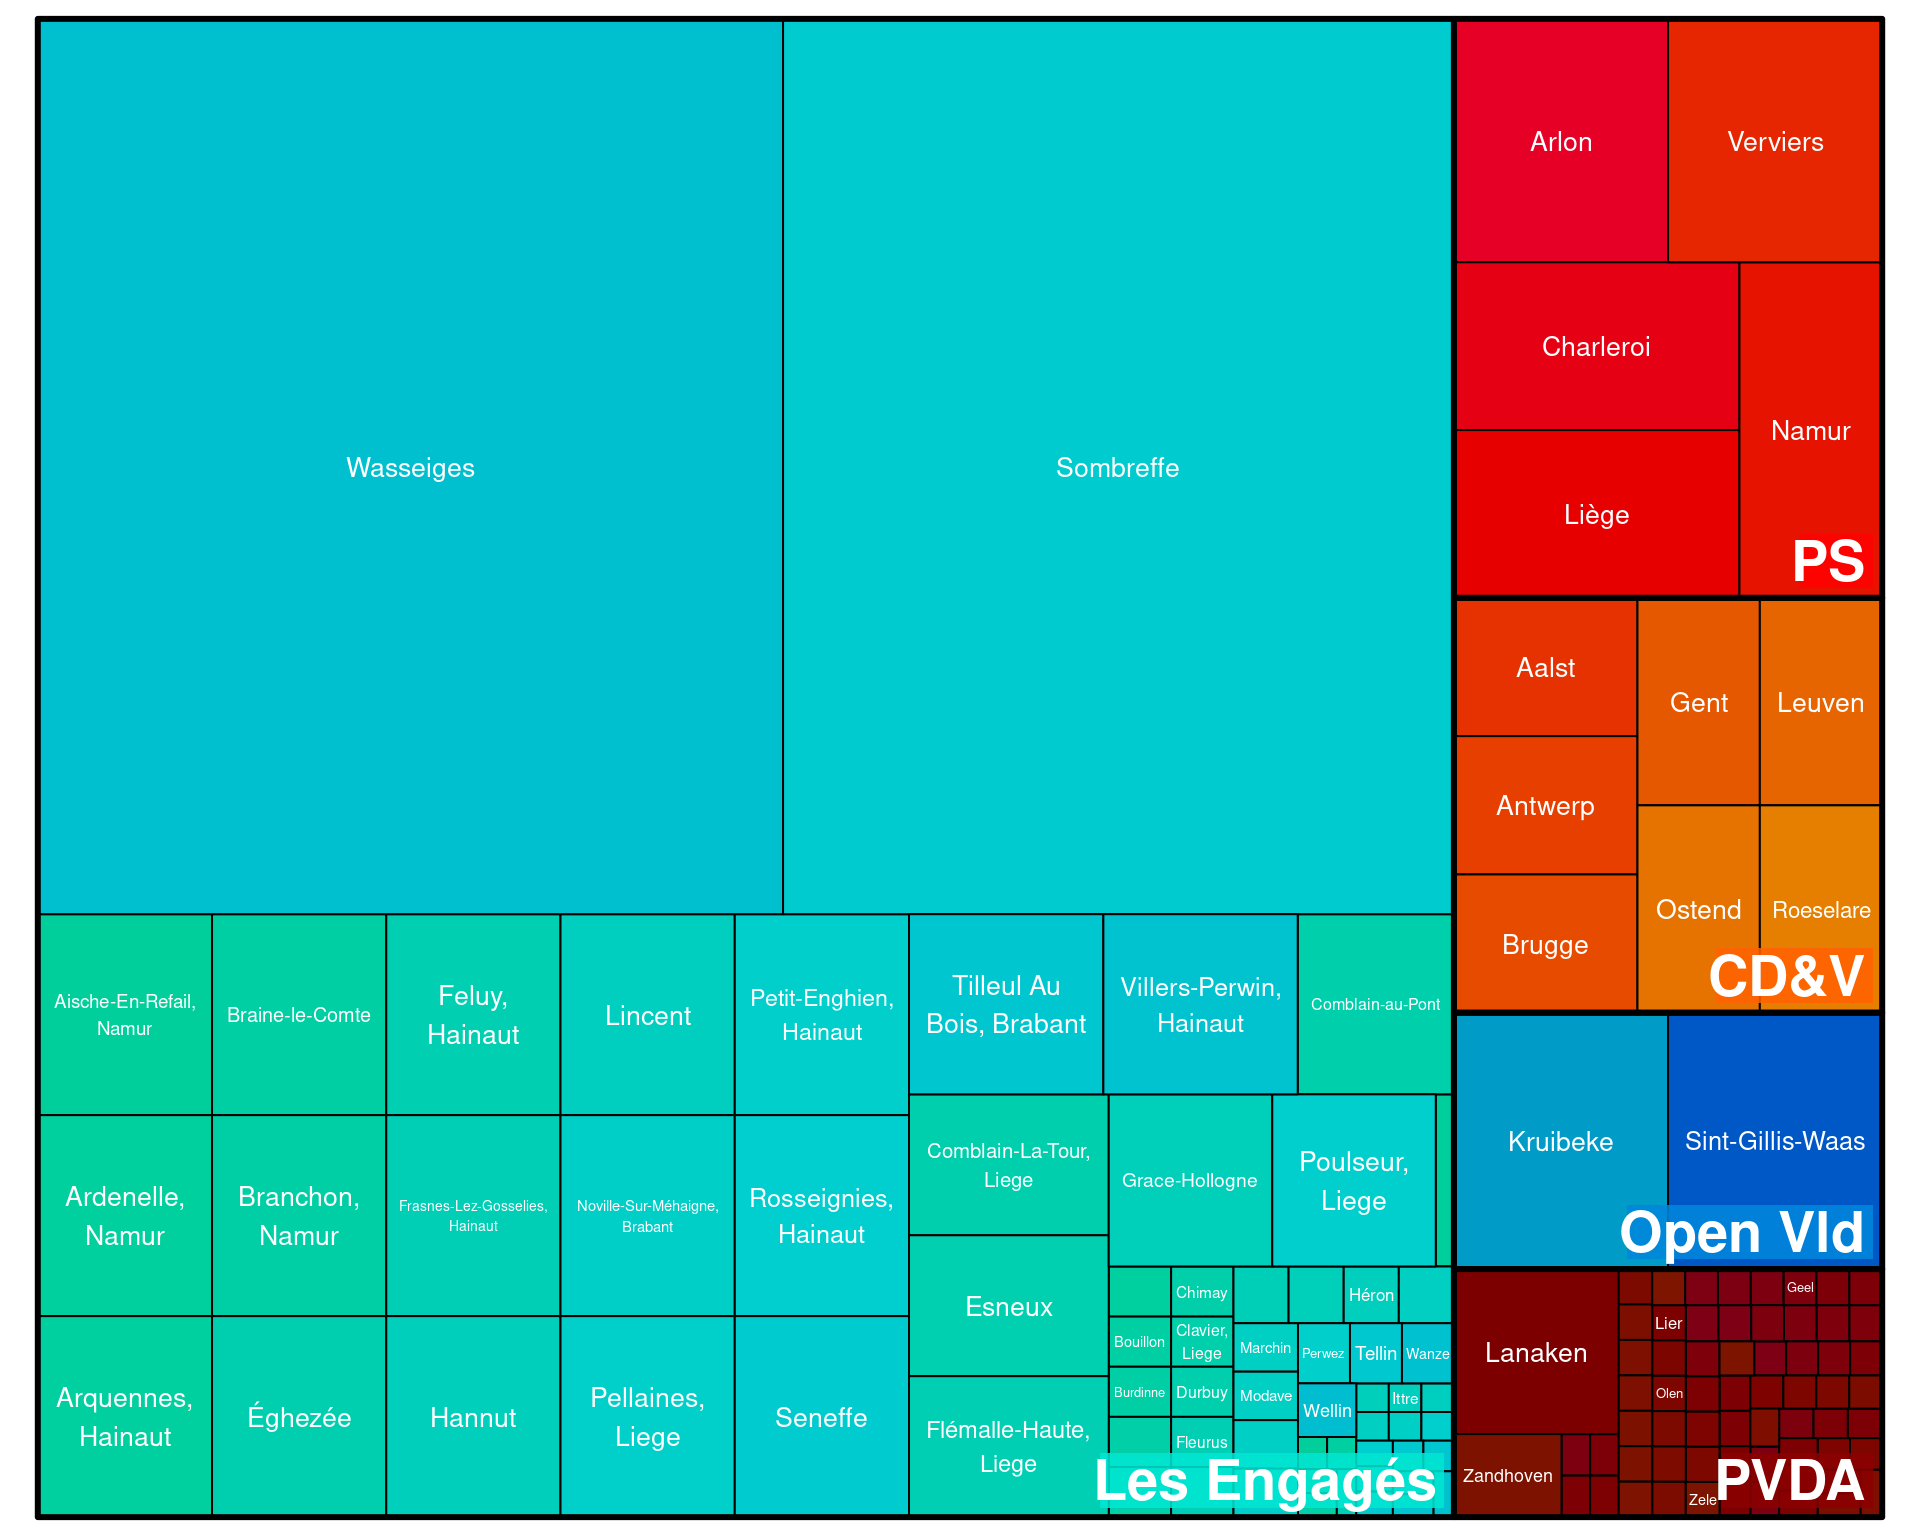 Wasseiges
Sombreffe
Arlon
Verviers
Charleroi
Namur
Liège
PS
Aalst
Gent
Leuven
Antwerp
Brugge
Ostend
Roeselare
CD&V
Kruibeke
Sint-Gillis-Waas
Open Vld
Aische-En-Refail,
Namur
Braine-le-Comte
Feluy,
Hainaut
Lincent
Petit-Enghien,
Hainaut
Tilleul Au
Bois, Brabant
Villers-Perwin,
Hainaut
Comblain-au-Pont
Ardenelle,
Namur
Branchon,
Namur
Frasnes-Lez-Gosselies,
Hainaut
Noville-Sur-Méhaigne,
Brabant
Rosseignies,
Hainaut
Comblain-La-Tour,
Liege
Grace-Hollogne
Poulseur,
Liege
Arquennes,
Hainaut
Éghezée
Hannut
Pellaines,
Liege
Seneffe
Esneux
Flémalle-Haute,
Liege
Chimay
Héron
Bouillon
Clavier,
Liege
Marchin
Perwez
Tellin
Wanze
Burdinne
Durbuy
Modave
Wellin
Ittre
Fleurus
Les Engagés
Lanaken
Geel
Lier
Olen
Zandhoven
Zele
PVDA